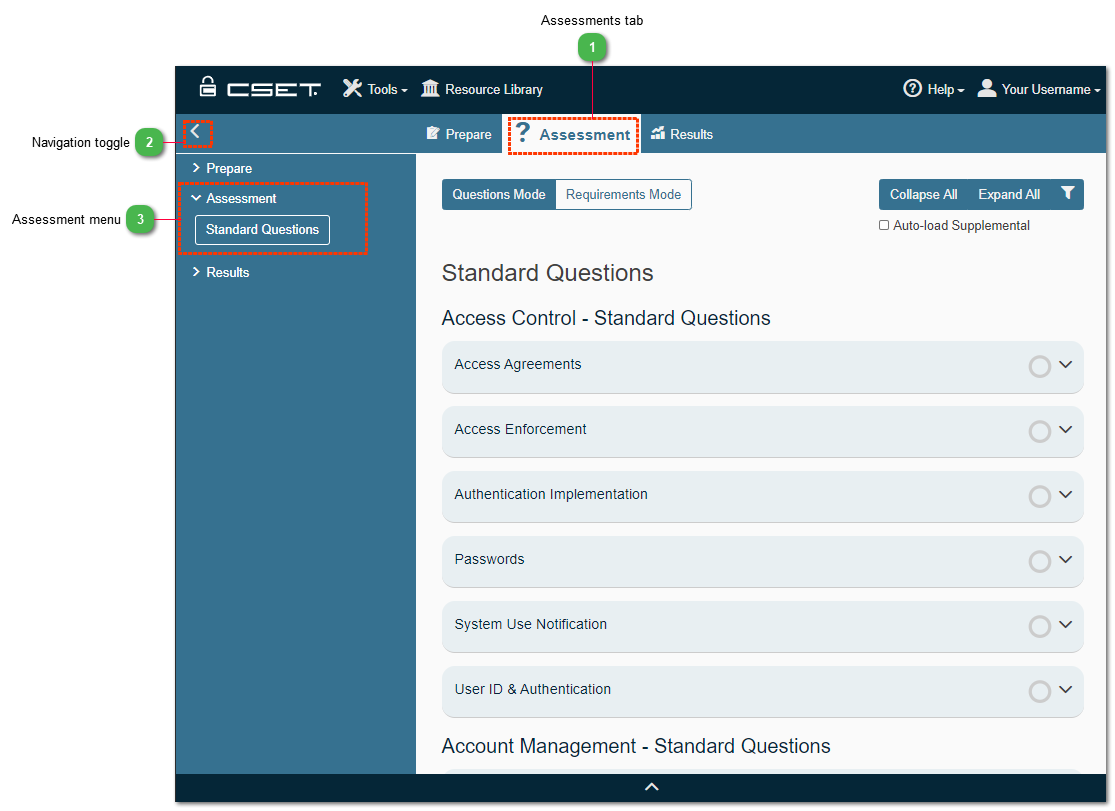 Assessments tab
1
CSET.
Tools
Resource Library
Help
Your Username
Navigation toggle
2
Prepare
? Assessment
Results
Prepare
Assessment
Standard Questions
Results
Assessment menu
3
Questions Mode
Requirements Mode
Collapse All
Expand All
Auto-load Supplemental
Standard Questions
Access Control - Standard Questions
Access Agreements
Access Enforcement
Authentication Implementation
Passwords
System Use Notification
User ID & Authentication
Account Management - Standard Questions